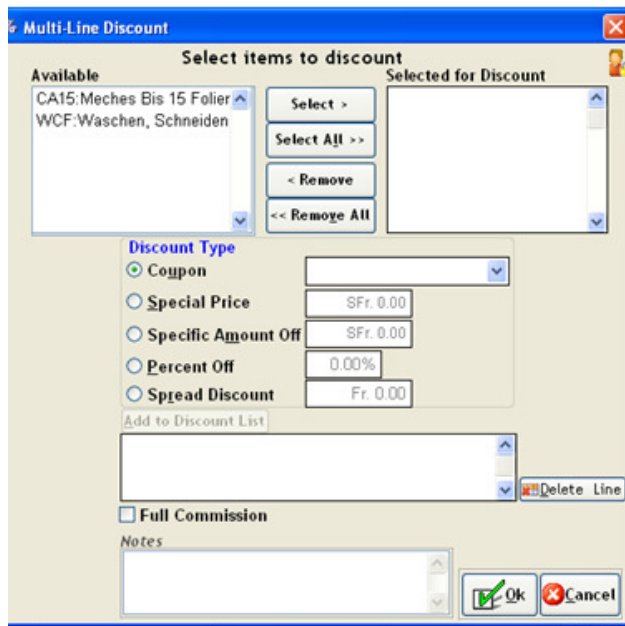 Multi-Line Discount
Select items to discount
Available
Selected for Discount
CA15:Meches Bis 15 Folier
WCF:Waschen, Schneiden
Select >
Select All >>
< Remove
<< Remove All
Discount Type
Coupon
Special Price
SFr. 0.00
Specific Amount Off
SFr. 0.00
Percent Off
0.00%
Spread Discount
Fr. 0.00
Add to Discount List
Delete Line
Full Commission
Notes
Ok
Cancel